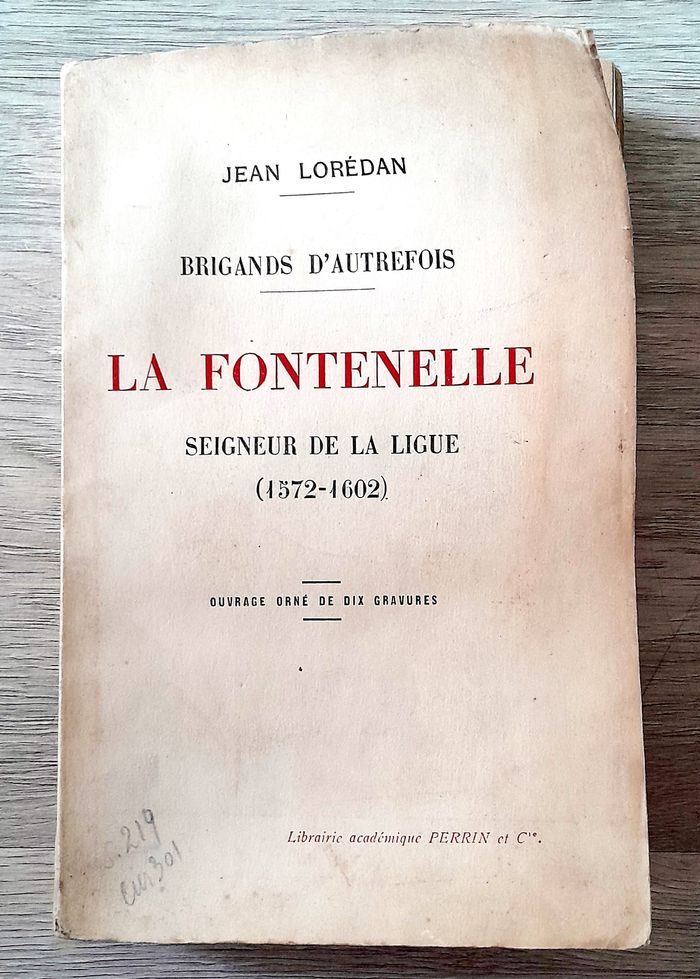 JEAN LORÉDAN
BRIGANDS D'AUTREFOIS
LA FONTENELLE
SEIGNEUR DE LA LIGUE
(1572-1602)
OUVRAGE ORNÉ DE DIX GRAVURES
Librairie académique PERRIN et Cie.
219